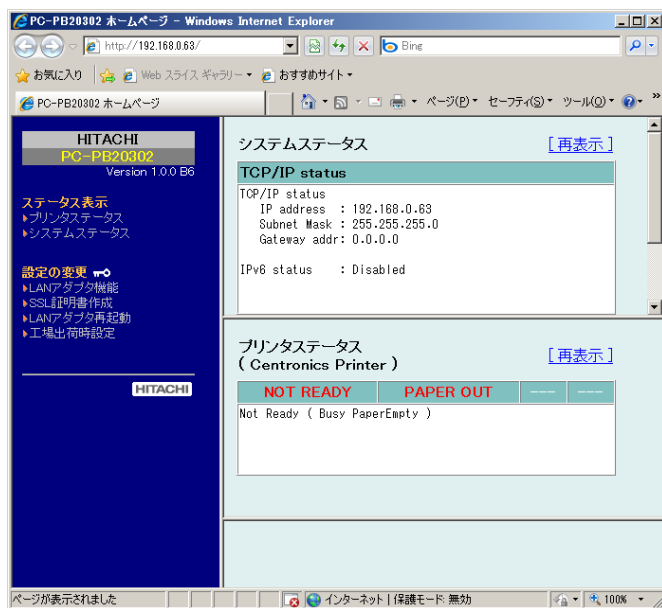 PC-PB20302 ホームページ - Windows Internet Explorer
http://192.168.0.63/
Bing
お気に入り
Web スライス ギャラリー
おすすめサイト
PC-PB20302 ホームページ
ページ(P) セーフティ(S) ツール(O)
HITACHI
PC-PB20302
Version 1.0.0 B6
ステータス表示
プリンタステータス
システムステータス
設定の変更
LANアダプタ機能
SSL証明書作成
LANアダプタ再起動
工場出荷時設定
HITACHI
システムステータス [再表示]
TCP/IP status
TCP/IP status
IP address : 192.168.0.63
Subnet Mask : 255.255.255.0
Gateway addr: 0.0.0.0
IPv6 status : Disabled
プリンタステータス
( Centronics Printer ) [再表示]
NOT READY PAPER OUT --- ---
Not Ready ( Busy PaperEmpty )
ページが表示されました
インターネット | 保護モード: 無効
100%